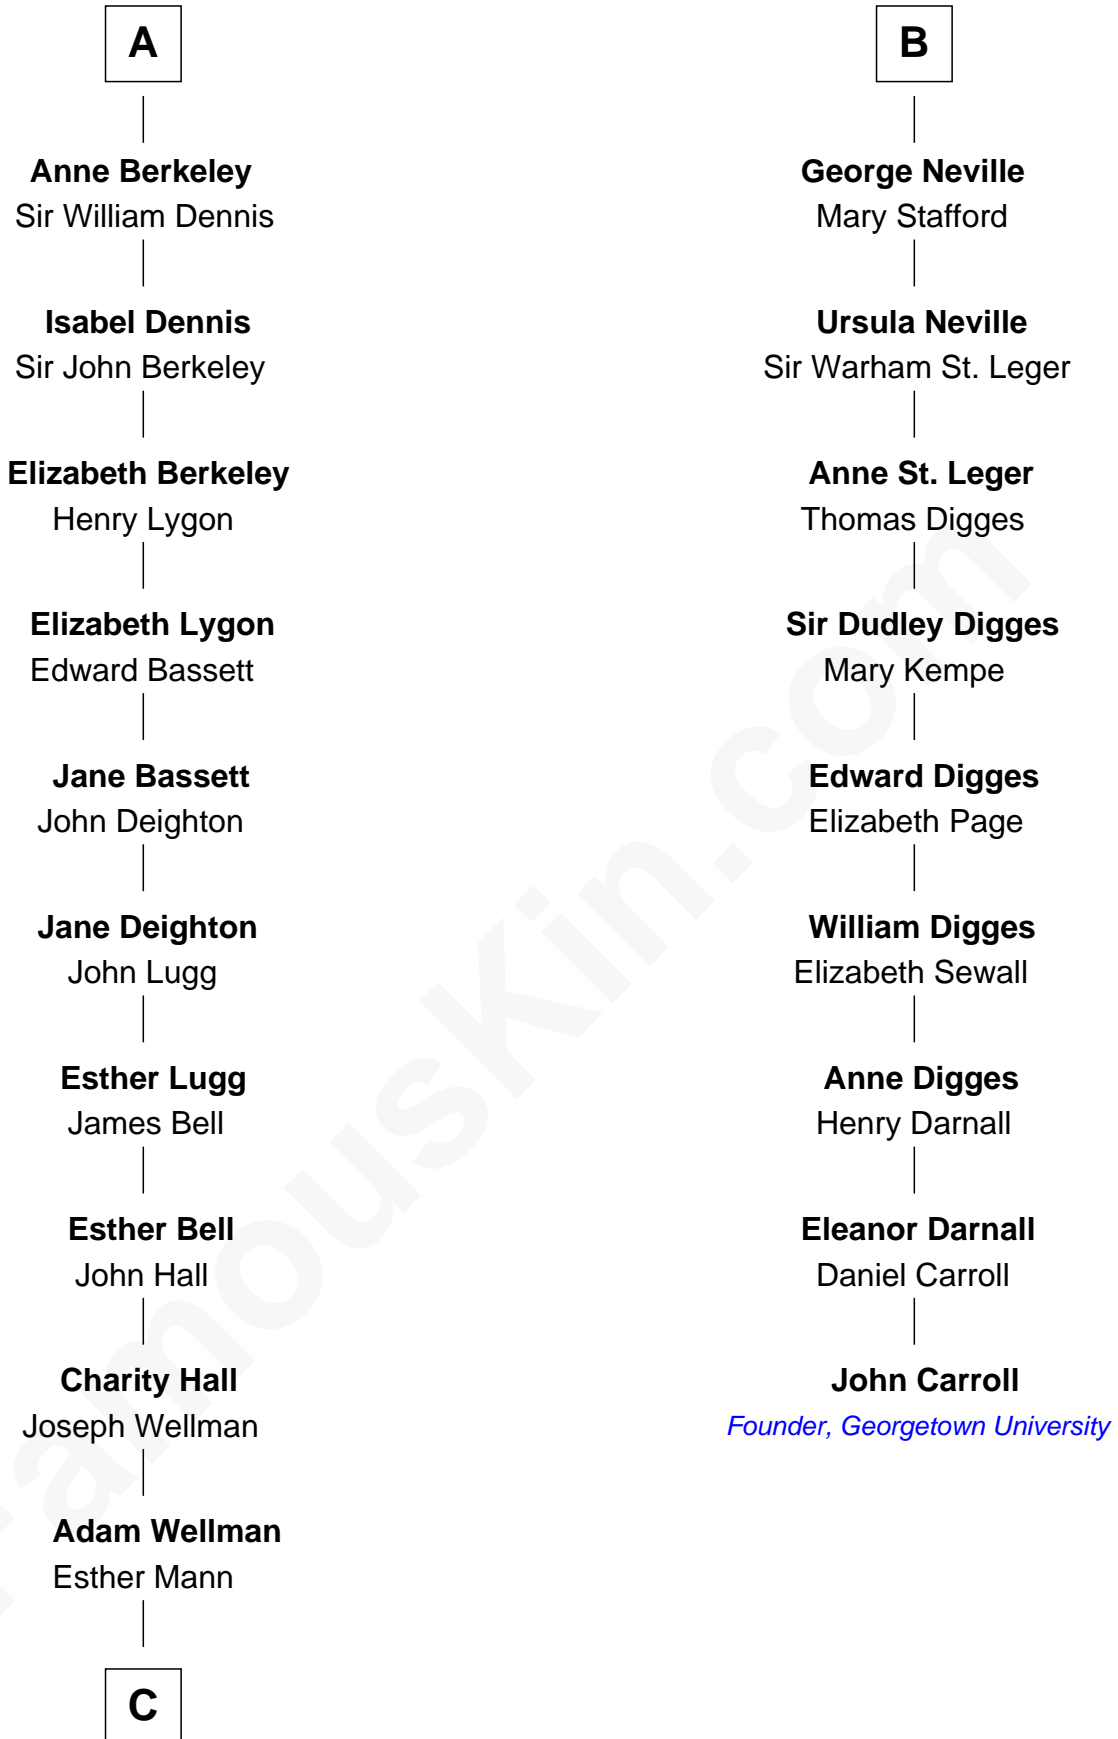 A
Anne Berkeley
Sir William Dennis
Isabel Dennis
Sir John Berkeley
Elizabeth Berkeley
Henry Lygon
Elizabeth Lygon
Edward Bassett
Jane Bassett
John Deighton
Jane Deighton
John Lugg
Esther Lugg
James Bell
Esther Bell
John Hall
Charity Hall
Joseph Wellman
Adam Wellman
Esther Mann
C
B
George Neville
Mary Stafford
Ursula Neville
Sir Warham St. Leger
Anne St. Leger
Thomas Digges
Sir Dudley Digges
Mary Kempe
Edward Digges
Elizabeth Page
William Digges
Elizabeth Sewall
Anne Digges
Henry Darnall
Eleanor Darnall
Daniel Carroll
John Carroll
Founder, Georgetown University
FamousKin.com